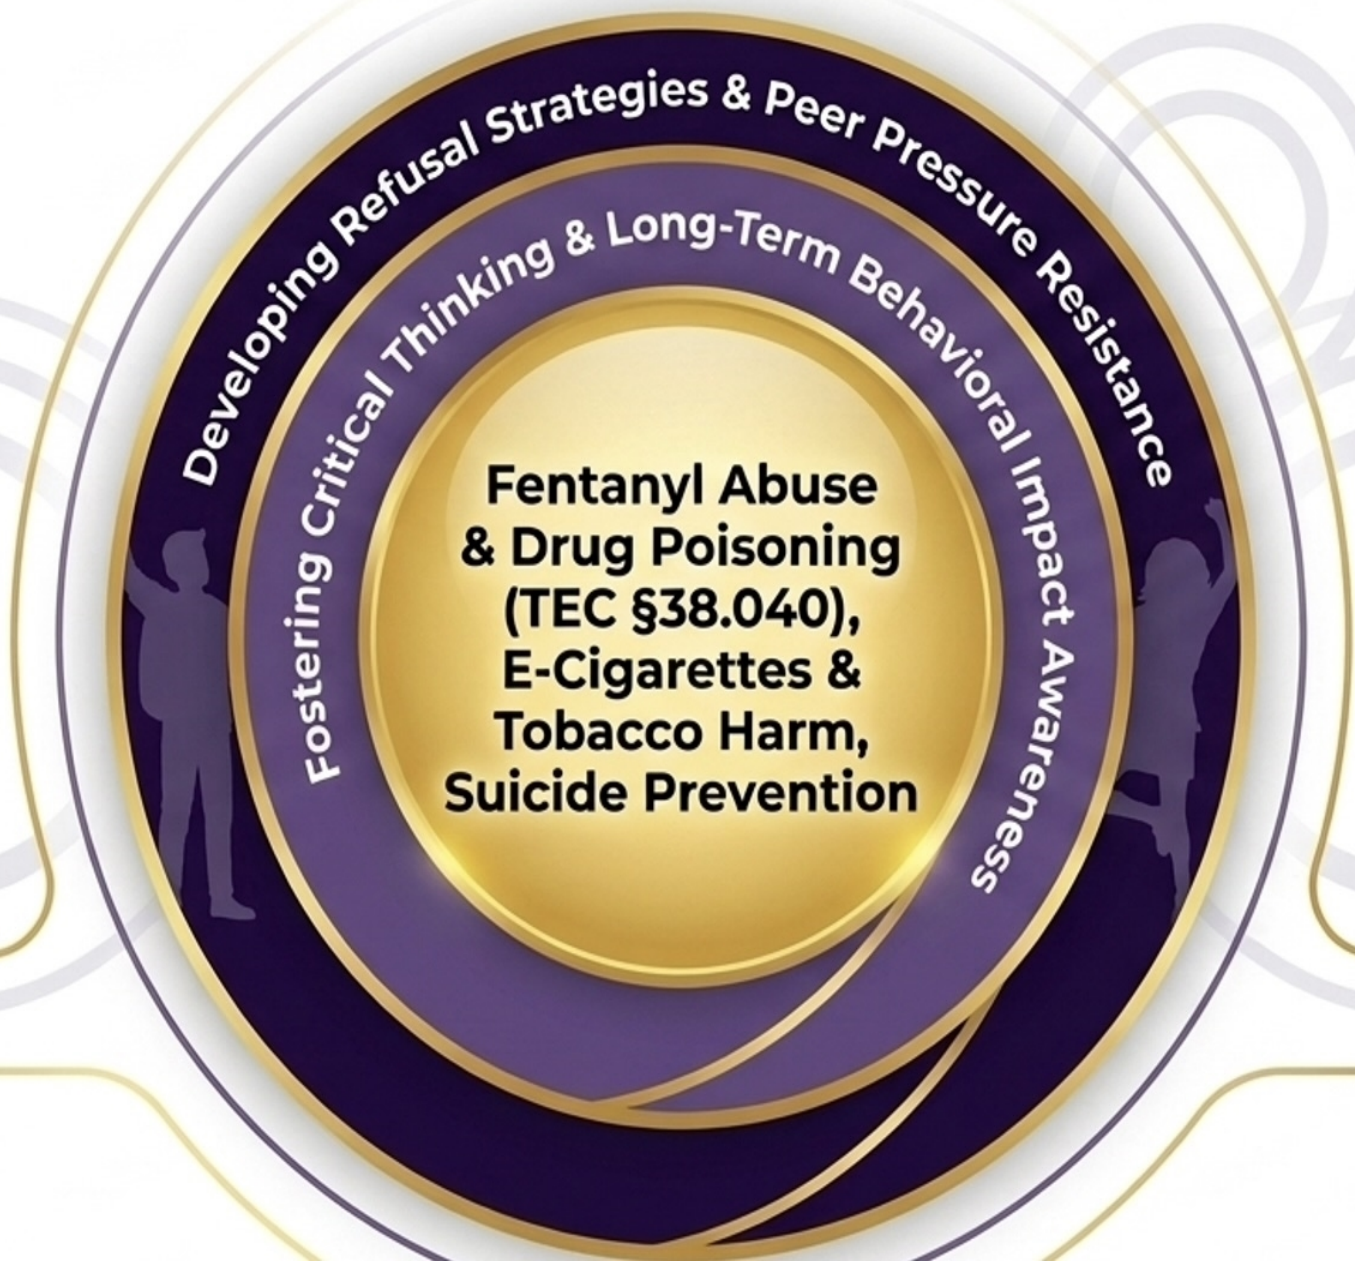 Developing Refusal Strategies & Peer Pressure Resistance
Fostering Critical Thinking & Long-Term Behavioral Impact Awareness
Fentanyl Abuse
& Drug Poisoning
(TEC §38.040),
E-Cigarettes &
Tobacco Harm,
Suicide Prevention